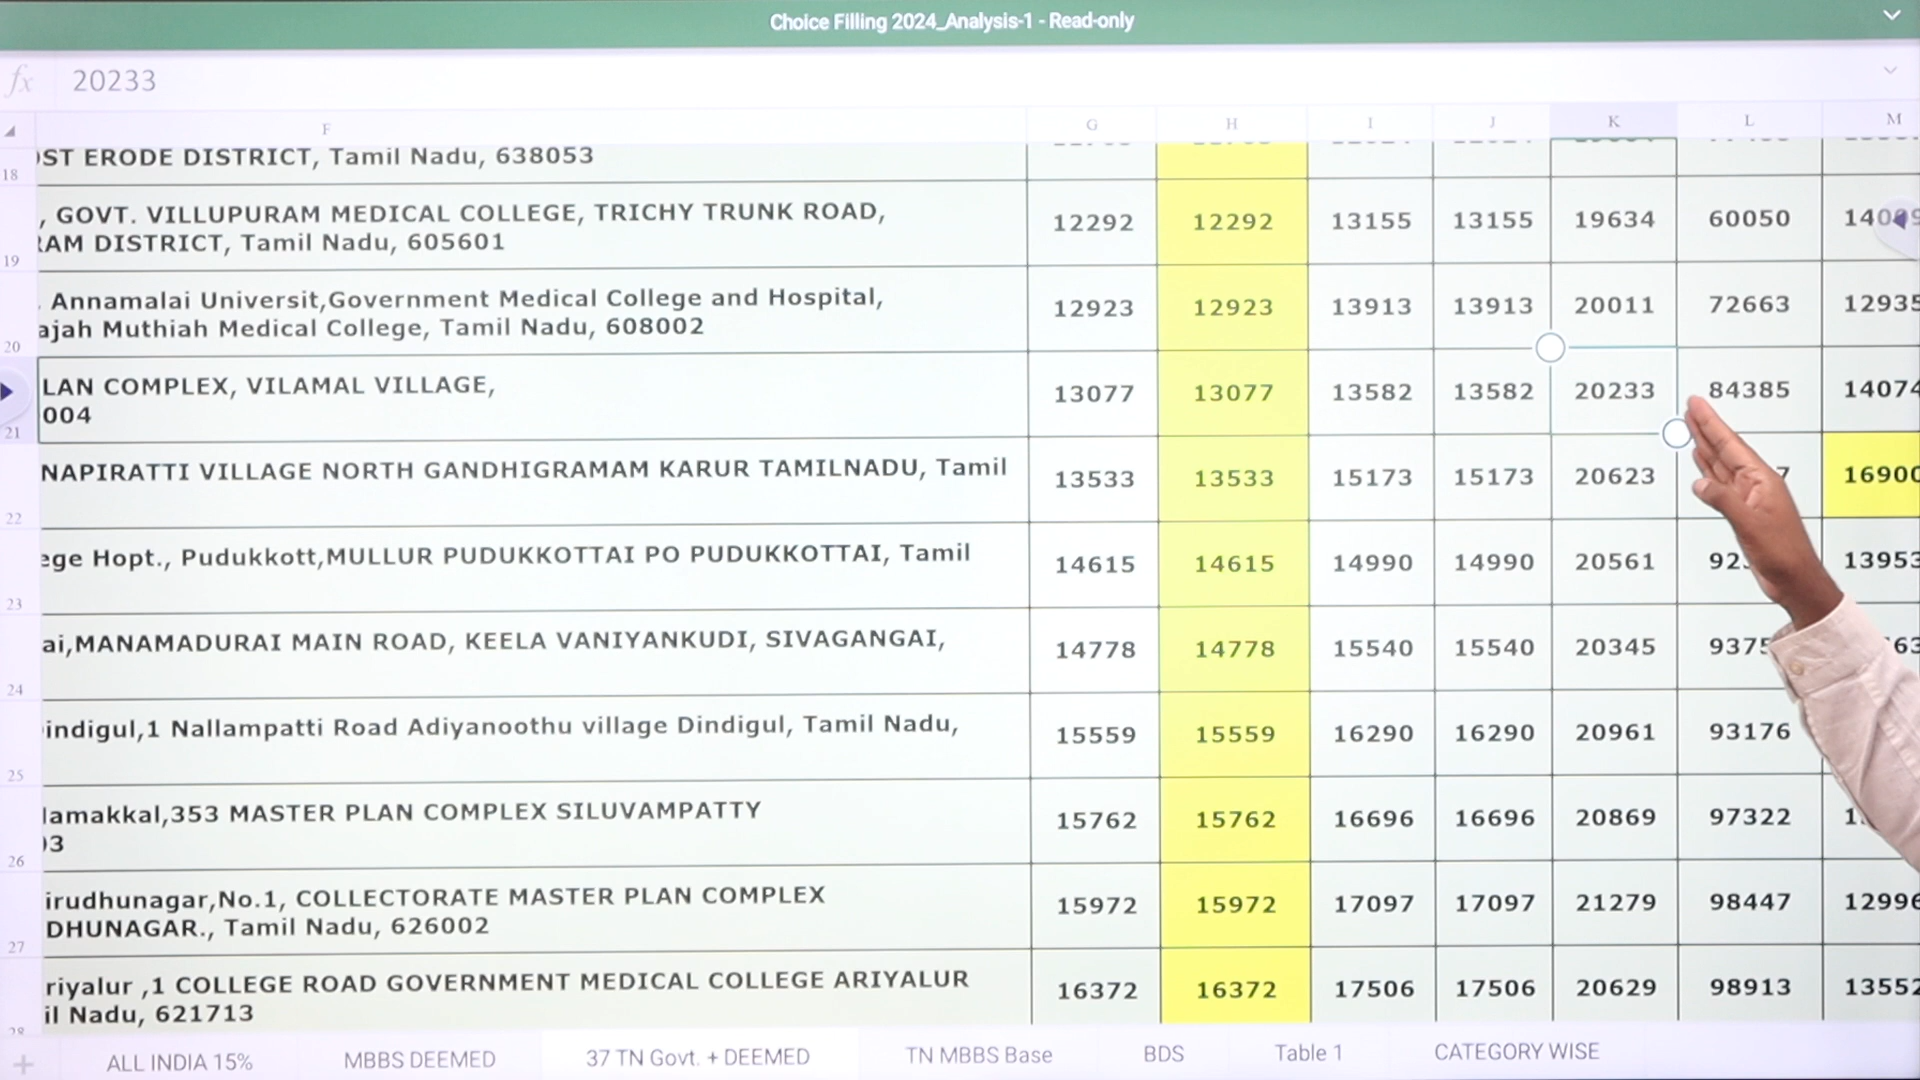 Choice Filling 2024_Analysis-1 - Read-only
fx 20233
F G H I J K L M
18 ST ERODE DISTRICT, Tamil Nadu, 638053
, GOVT. VILLUPURAM MEDICAL COLLEGE, TRICHY TRUNK ROAD,
AM DISTRICT, Tamil Nadu, 605601
19 12292 12292 13155 13155 19634 60050
Annamalai Universit,Government Medical College and Hospital,
ajah Muthiah Medical College, Tamil Nadu, 608002
20 12923 12923 13913 13913 20011 72663 12935
LAN COMPLEX, VILAMAL VILLAGE,
004
21 13077 13077 13582 13582 20233 84385 14074
NAPIRATTI VILLAGE NORTH GANDHIGRAMAM KARUR TAMILNADU, Tamil
22 13533 13533 15173 15173 20623 7 16900
ege Hopt., Pudukkott,MULLUR PUDUKKOTTAI PO PUDUKKOTTAI, Tamil
23 14615 14615 14990 14990 20561 92 13953
ai,MANAMADURAI MAIN ROAD, KEELA VANIYANKUDI, SIVAGANGAI,
24 14778 14778 15540 15540 20345 9375 63
indigul,1 Nallampatti Road Adiyanoothu village Dindigul, Tamil Nadu,
25 15559 15559 16290 16290 20961 93176
amakkal,353 MASTER PLAN COMPLEX SILUVAMPATTY
3
26 15762 15762 16696 16696 20869 97322 1
irudhunagar,No.1, COLLECTORATE MASTER PLAN COMPLEX
DHUNAGAR., Tamil Nadu, 626002
27 15972 15972 17097 17097 21279 98447 12996
riyalur ,1 COLLEGE ROAD GOVERNMENT MEDICAL COLLEGE ARIYALUR
il Nadu, 621713
28 16372 16372 17506 17506 20629 98913 13552
+ ALL INDIA 15% MBBS DEEMED 37 TN Govt. + DEEMED TN MBBS Base BDS Table 1 CATEGORY WISE